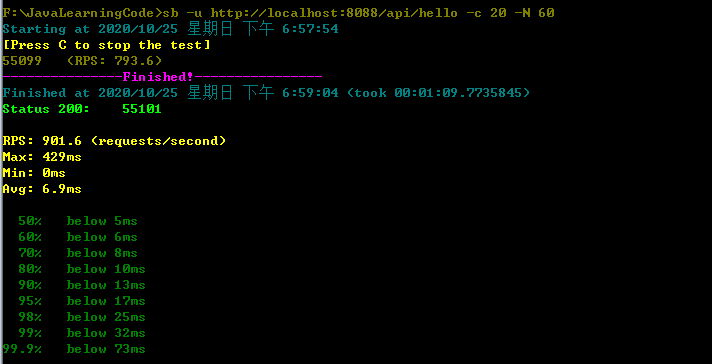 F:\JavaLearningCode>sb -u http://localhost:8088/api/hello -c 20 -N 60
Starting at 2020/10/25 星期日 下午 6:57:54
[Press C to stop the test]
55099   (RPS: 793.6)
---------------Finished!----------------
Finished at 2020/10/25 星期日 下午 6:59:04 (took 00:01:09.7735845)
Status 200:    55101
RPS: 901.6 (requests/second)
Max: 429ms
Min: 0ms
Avg: 6.9ms
50%   below 5ms
60%   below 6ms
70%   below 8ms
80%   below 10ms
90%   below 13ms
95%   below 17ms
98%   below 25ms
99%   below 32ms
99.9%   below 73ms